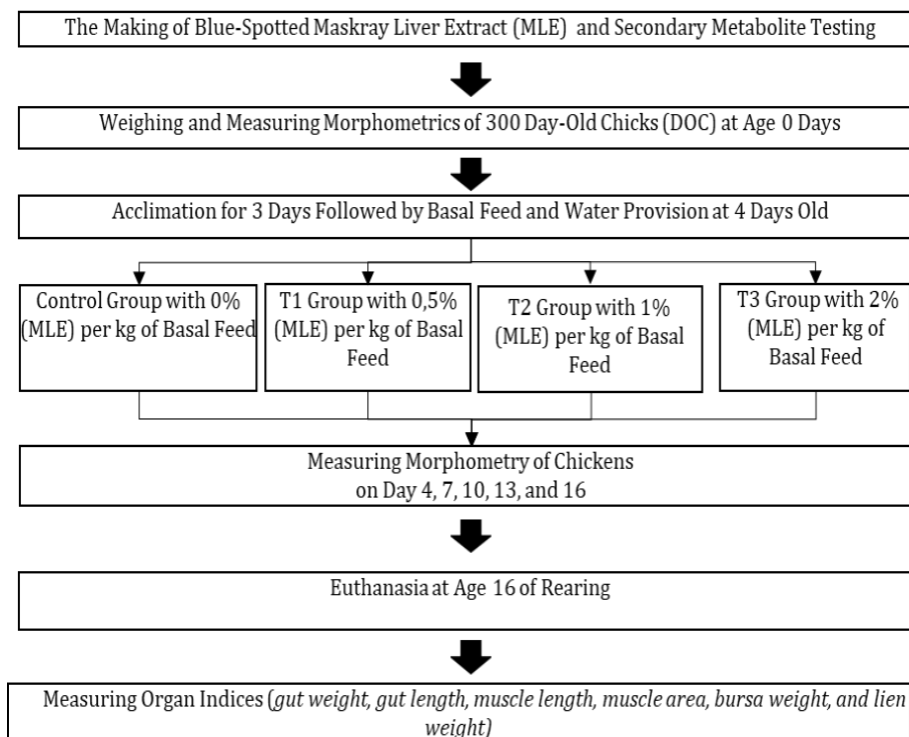 The Making of Blue-Spotted Maskray Liver Extract (MLE) and Secondary Metabolite Testing
Weighing and Measuring Morphometrics of 300 Day-Old Chicks (DOC) at Age 0 Days
Acclimation for 3 Days Followed by Basal Feed and Water Provision at 4 Days Old
Control Group with 0%
(MLE) per kg of Basal Feed
T1 Group with 0,5%
(MLE) per kg of Basal
Feed
T2 Group with 1%
(MLE) per kg of Basal
Feed
T3 Group with 2%
(MLE) per kg of
Basal Feed
Measuring Morphometry of Chickens
on Day 4, 7, 10, 13, and 16
Euthanasia at Age 16 of Rearing
Measuring Organ Indices (gut weight, gut length, muscle length, muscle area, bursa weight, and lien
weight)